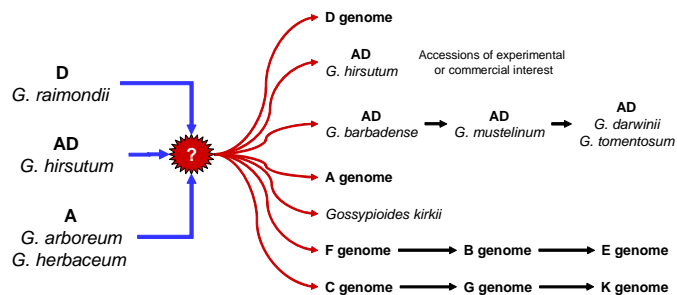 D
G. raimondii
AD
G. hirsutum
A
G. arboreum
G. herbaceum
?
D genome
AD
G. hirsutum
Accessions of experimental
or commercial interest
AD
G. barbadense
AD
G. mustelinum
AD
G. darwinii
G. tomentosum
A genome
Gossypioides kirkii
F genome
B genome
E genome
C genome
G genome
K genome